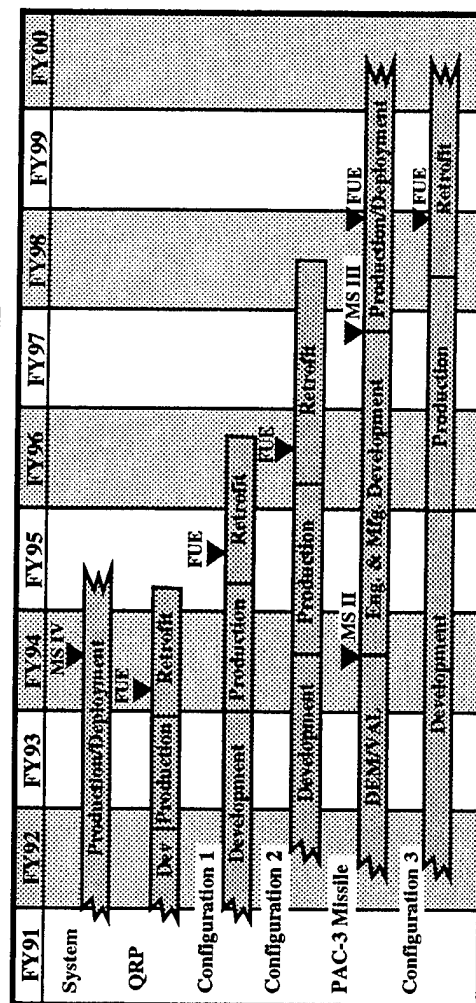 FY91 FY92 FY93 FY94 FY95 FY96 FY97 FY98 FY99 FY00
System
MS IV
Production/Deployment
QRP
FUE
Dev Production Retrofit
Configuration 1
FUE
Development Production Retrofit
Configuration 2
FUE
Development Production Retrofit
PAC-3 Missile
MS II MS III FUE
DEM/VAL Eng. & Mfg. Development Production/Deployment
Configuration 3
FUE
Development Production Retrofit